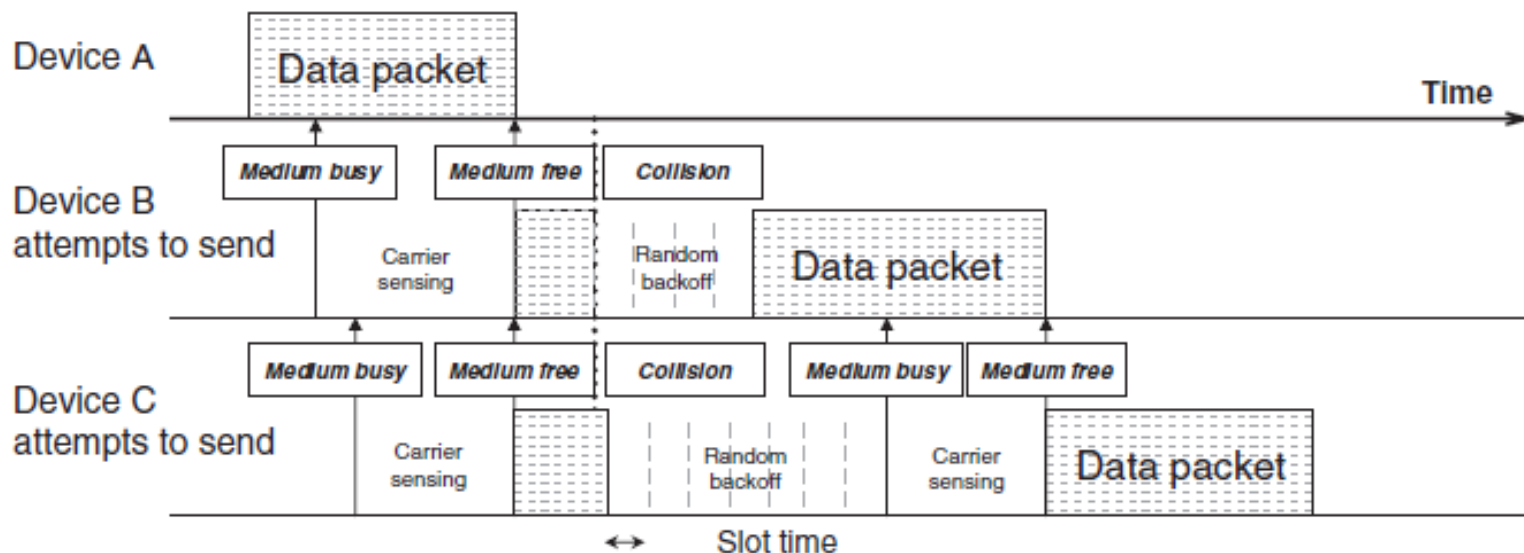 Device A
Data packet
Time
Medium busy
Medium free
Collision
Device B
attempts to send
Carrier
sensing
Random
backoff
Data packet
Medium busy
Medium free
Collision
Medium busy
Medium free
Device C
attempts to send
Carrier
sensing
Random
backoff
Carrier
sensing
Data packet
Slot time